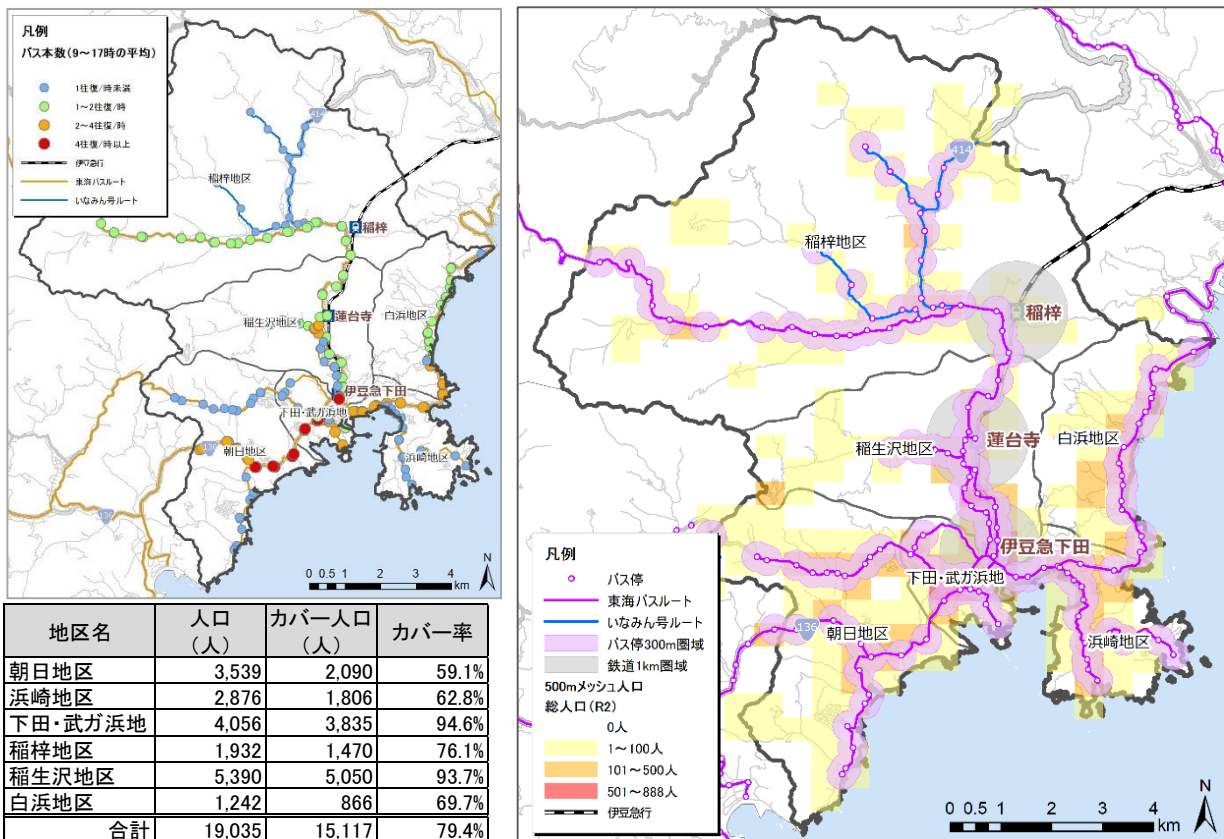 凡例
バス本数(9～17時の平均)
1往復/時未満
1～2往復/時
2～4往復/時
4往復/時以上
伊豆急行
東海バスルート
いなみん号ルート
414
稲梓地区
稲梓
蓮台寺
稲生沢地区
白浜地区
伊豆急下田
下田・武ガ浜地
136
朝日地区
浜崎地区
136
N
0 0.5 1 2 3 4
km
地区名 人口(人) カバー人口(人) カバー率
朝日地区 3,539 2,090 59.1%
浜崎地区 2,876 1,806 62.8%
下田・武ガ浜地 4,056 3,835 94.6%
稲梓地区 1,932 1,470 76.1%
稲生沢地区 5,390 5,050 93.7%
白浜地区 1,242 866 69.7%
合計 19,035 15,117 79.4%
414
稲梓地区
稲梓
蓮台寺
稲生沢地区
白浜地区
伊豆急下田
下田・武ガ浜地
136
朝日地区
浜崎地区
凡例
バス停
東海バスルート
いなみん号ルート
バス停300m圏域
鉄道1km圏域
500mメッシュ人口
総人口(R2)
0人
1～100人
101～500人
501～888人
伊豆急行
N
0 0.5 1 2 3 4
km